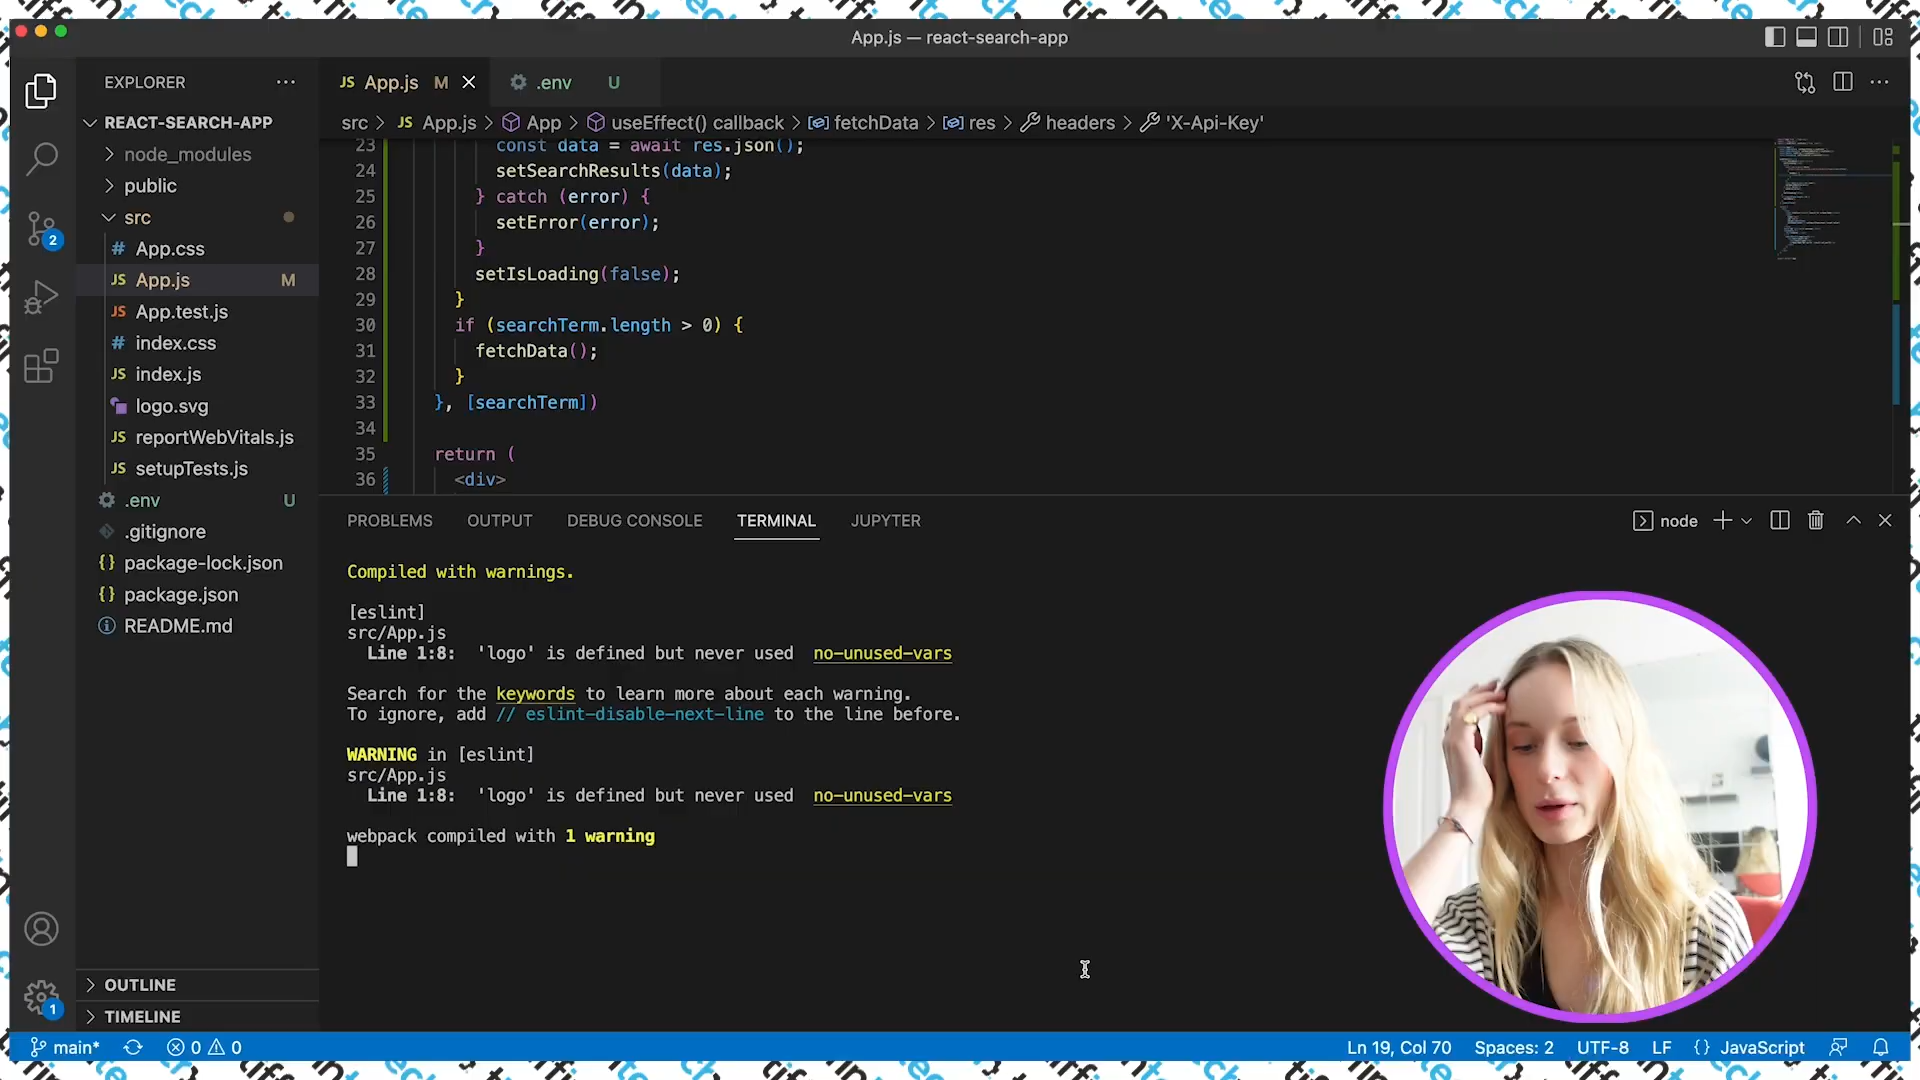 App.js — react-search-app
EXPLORER
JS App.js M
.env U
REACT-SEARCH-APP
src > JS App.js > App > useEffect() callback > fetchData > res > headers > 'X-Api-Key'
node_modules
public
src
# App.css
JS App.js M
JS App.test.js
# index.css
JS index.js
logo.svg
JS reportWebVitals.js
JS setupTests.js
.env U
.gitignore
{} package-lock.json
{} package.json
README.md
OUTLINE
TIMELINE
2
1
23 const data = await res.json();
24 setSearchResults(data);
25 } catch (error) {
26 setError(error);
27 }
28 setIsLoading(false);
29 }
30 if (searchTerm.length > 0) {
31 fetchData();
32 }
33 }, [searchTerm])
34
35 return (
36 <div>
PROBLEMS OUTPUT DEBUG CONSOLE TERMINAL JUPYTER
node
Compiled with warnings.
[eslint]
src/App.js
Line 1:8: 'logo' is defined but never used no-unused-vars
Search for the keywords to learn more about each warning.
To ignore, add // eslint-disable-next-line to the line before.
WARNING in [eslint]
src/App.js
Line 1:8: 'logo' is defined but never used no-unused-vars
webpack compiled with 1 warning
main* 0 0
Ln 19, Col 70 Spaces: 2 UTF-8 LF {} JavaScript